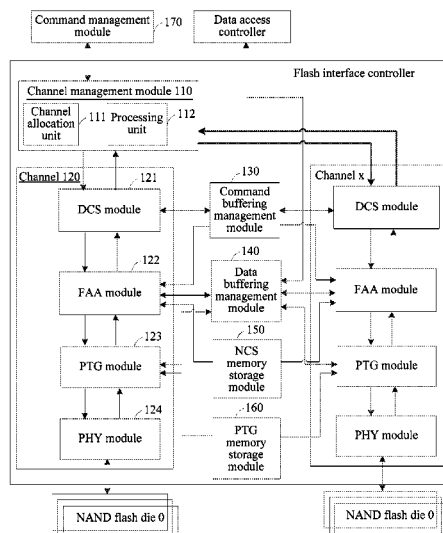 Command management
module
170
Data access
controller
Flash interface controller
Channel management module 110
Channel
allocation
unit
111
Processing
unit
112
Channel 120
121
DCS module
122
FAA module
123
PTG module
124
PHY module
130
Command
buffering
management
module
140
Data buffering
management
module
150
NCS
memory
storage
module
160
PTG
memory
storage
module
Channel x
DCS module
FAA module
PTG module
PHY module
NAND flash die 0
NAND flash die 0